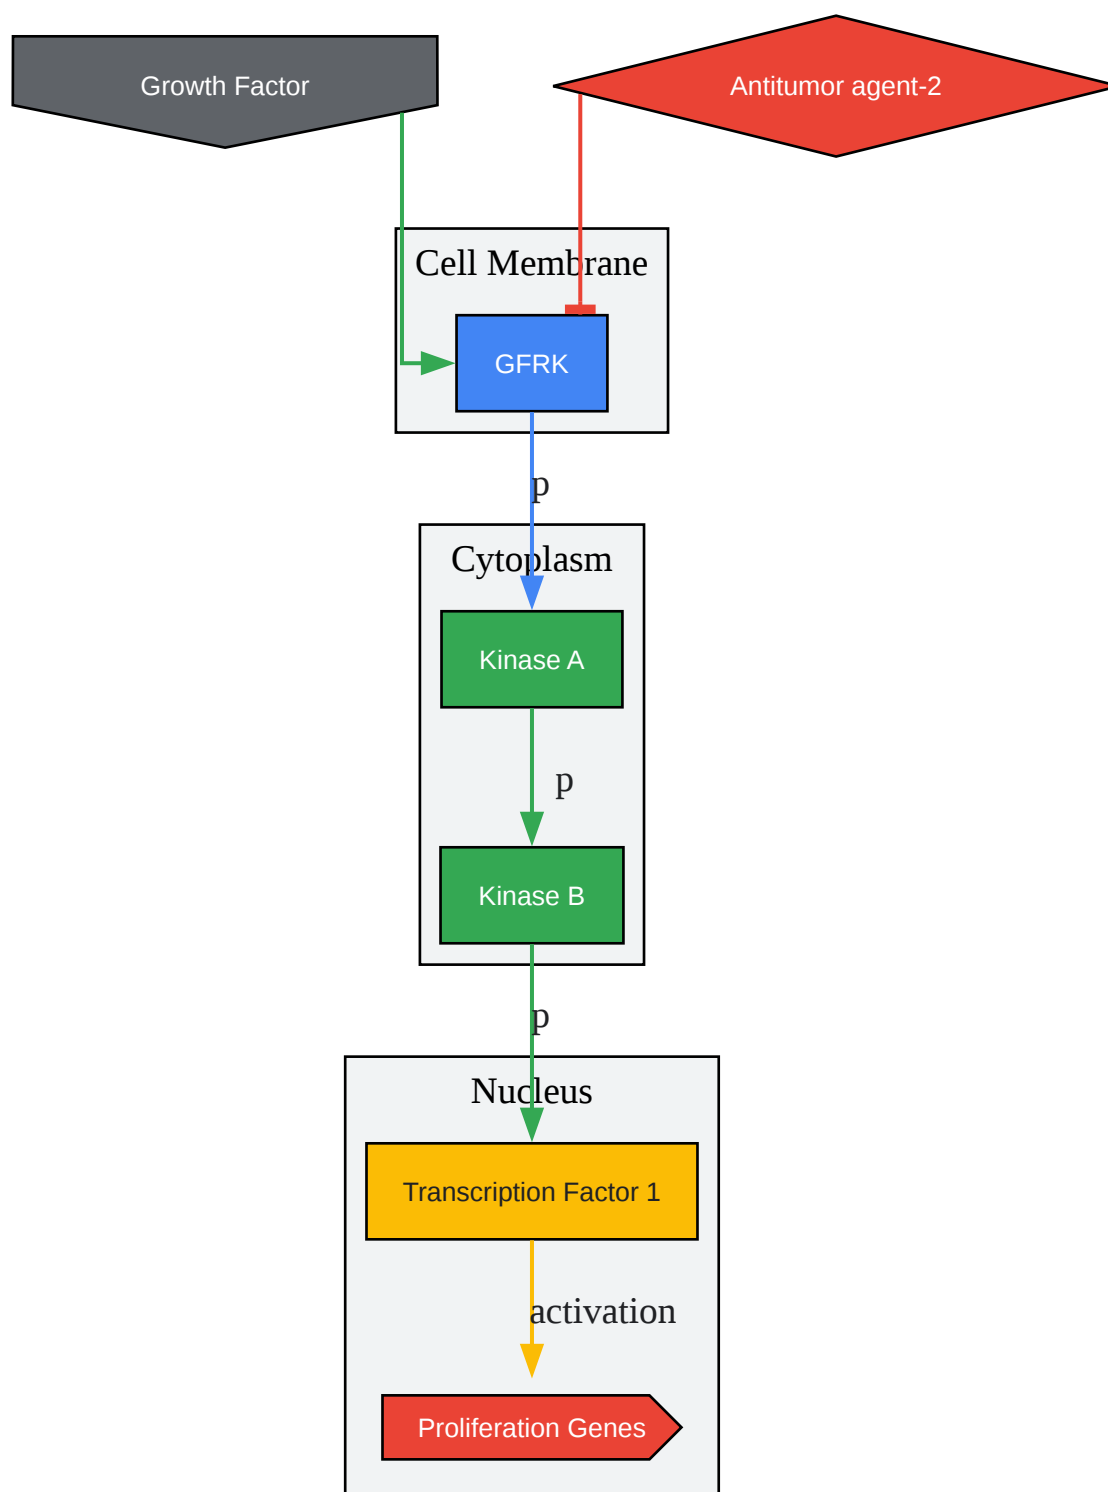 Growth Factor
Antitumor agent-2
Cell Membrane
GFRK
p
Cytoplasm
Kinase A
p
Kinase B
p
Nucleus
Transcription Factor 1
activation
Proliferation Genes